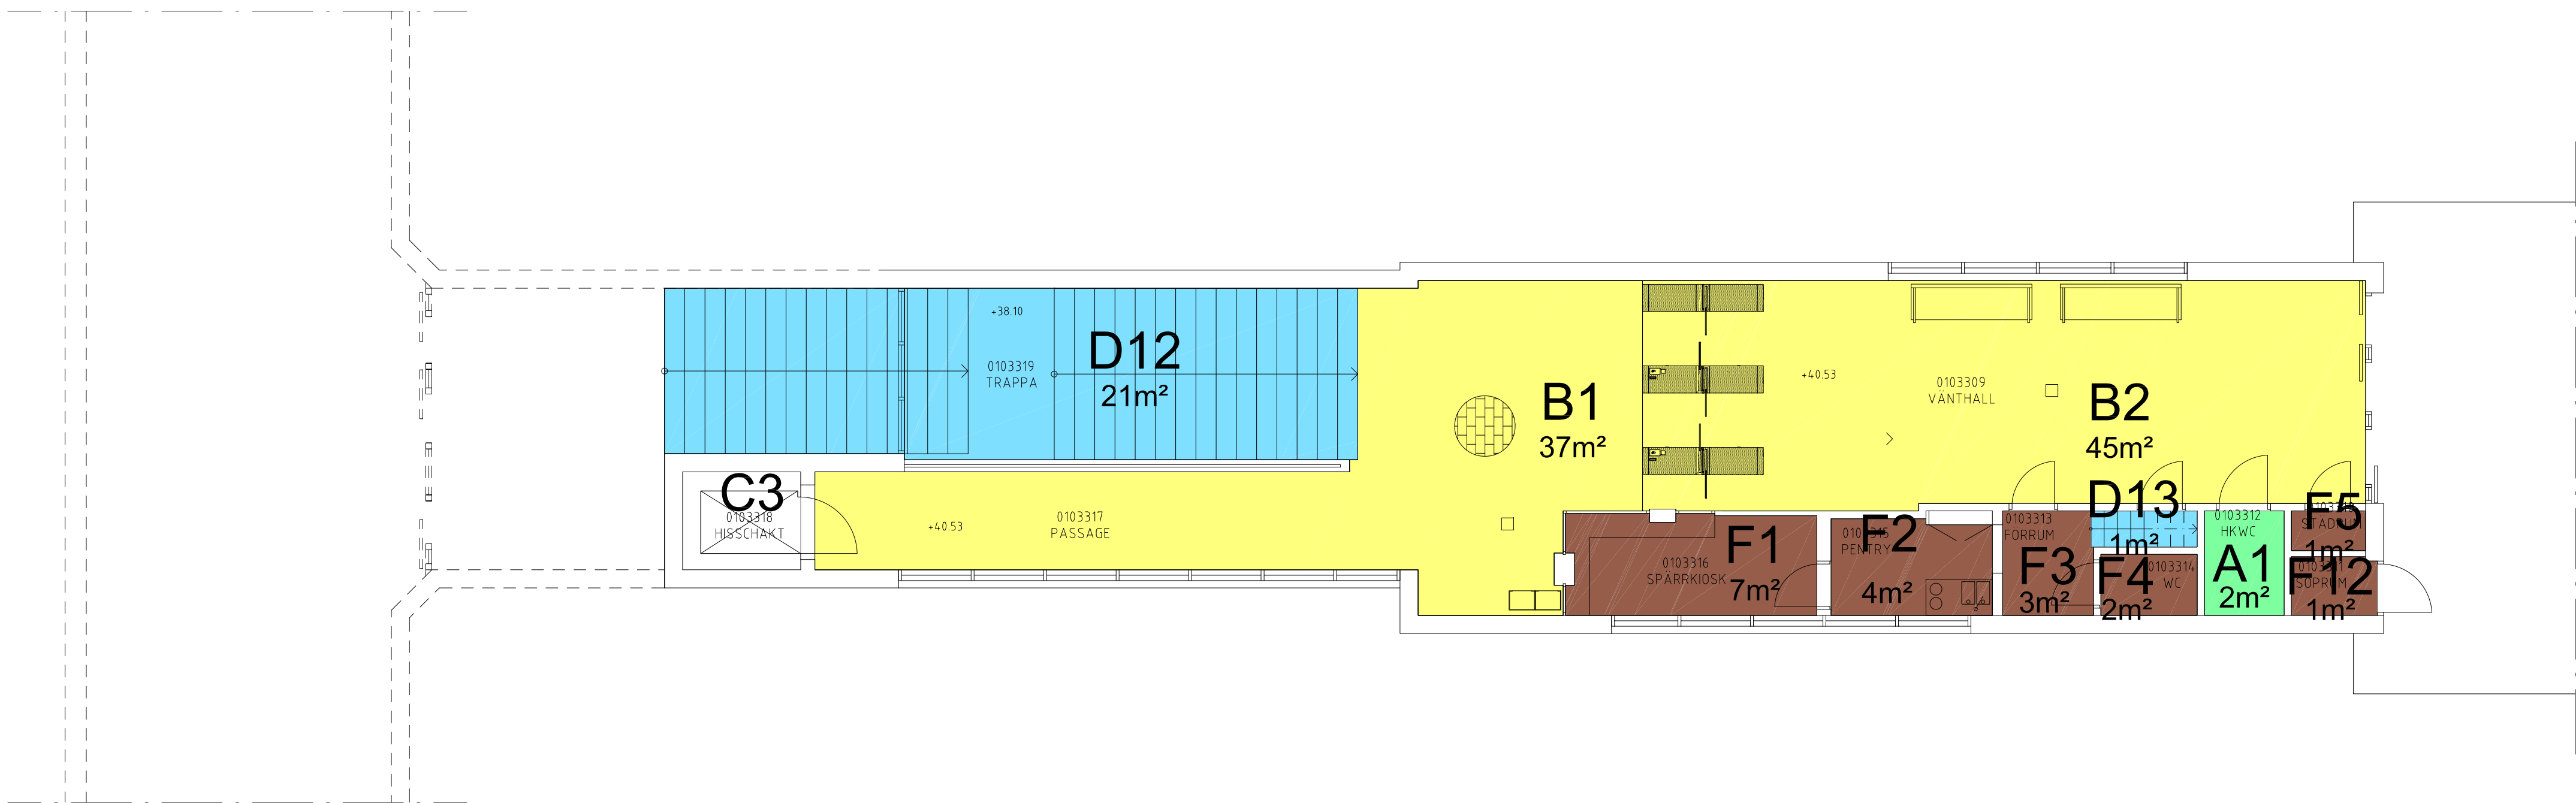 +38.10
0103319
TRAPPA
D12
21m²
C3
0103318
HISSCHAKT
+40.53
0103317
PASSAGE
B1
37m²
+40.53
0103309
VÄNTHALL
B2
45m²
0103316
SPÄRRKIOSK
F1
7m²
PENTRY
F2
4m²
0103313
FÖRRUM
F3
3m²
D13
1m²
F4
2m²
0103314
WC
0103312
HKWC
A1
2m²
F5
1m²
F12
1m²